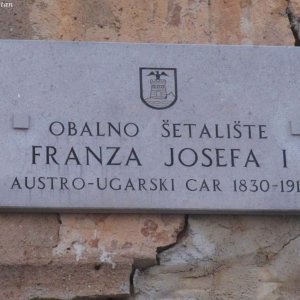 OBALNO ŠETALIŠTE
FRANZA JOSEFA I
AUSTRO-UGARSKI CAR 1830-191